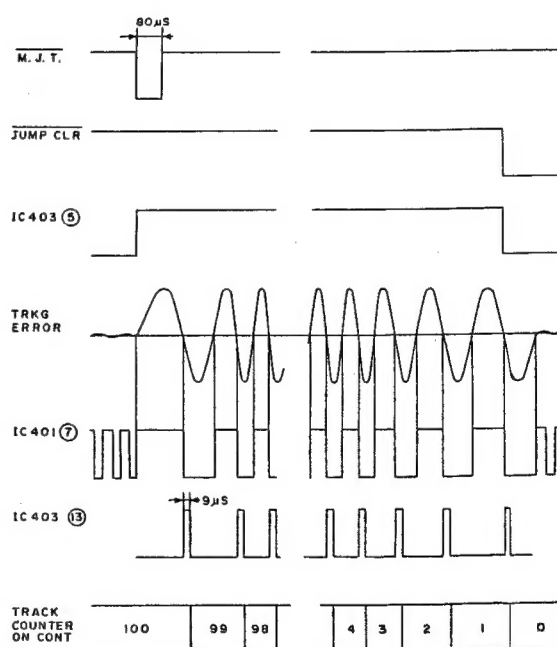 80μS
M. J. T.
JUMP CLR
IC403 ⑤
TRKG
ERROR
IC401 ⑦
9μS
IC403 ⑬
TRACK
COUNTER
ON CONT
100 99 98 4 3 2 1 0